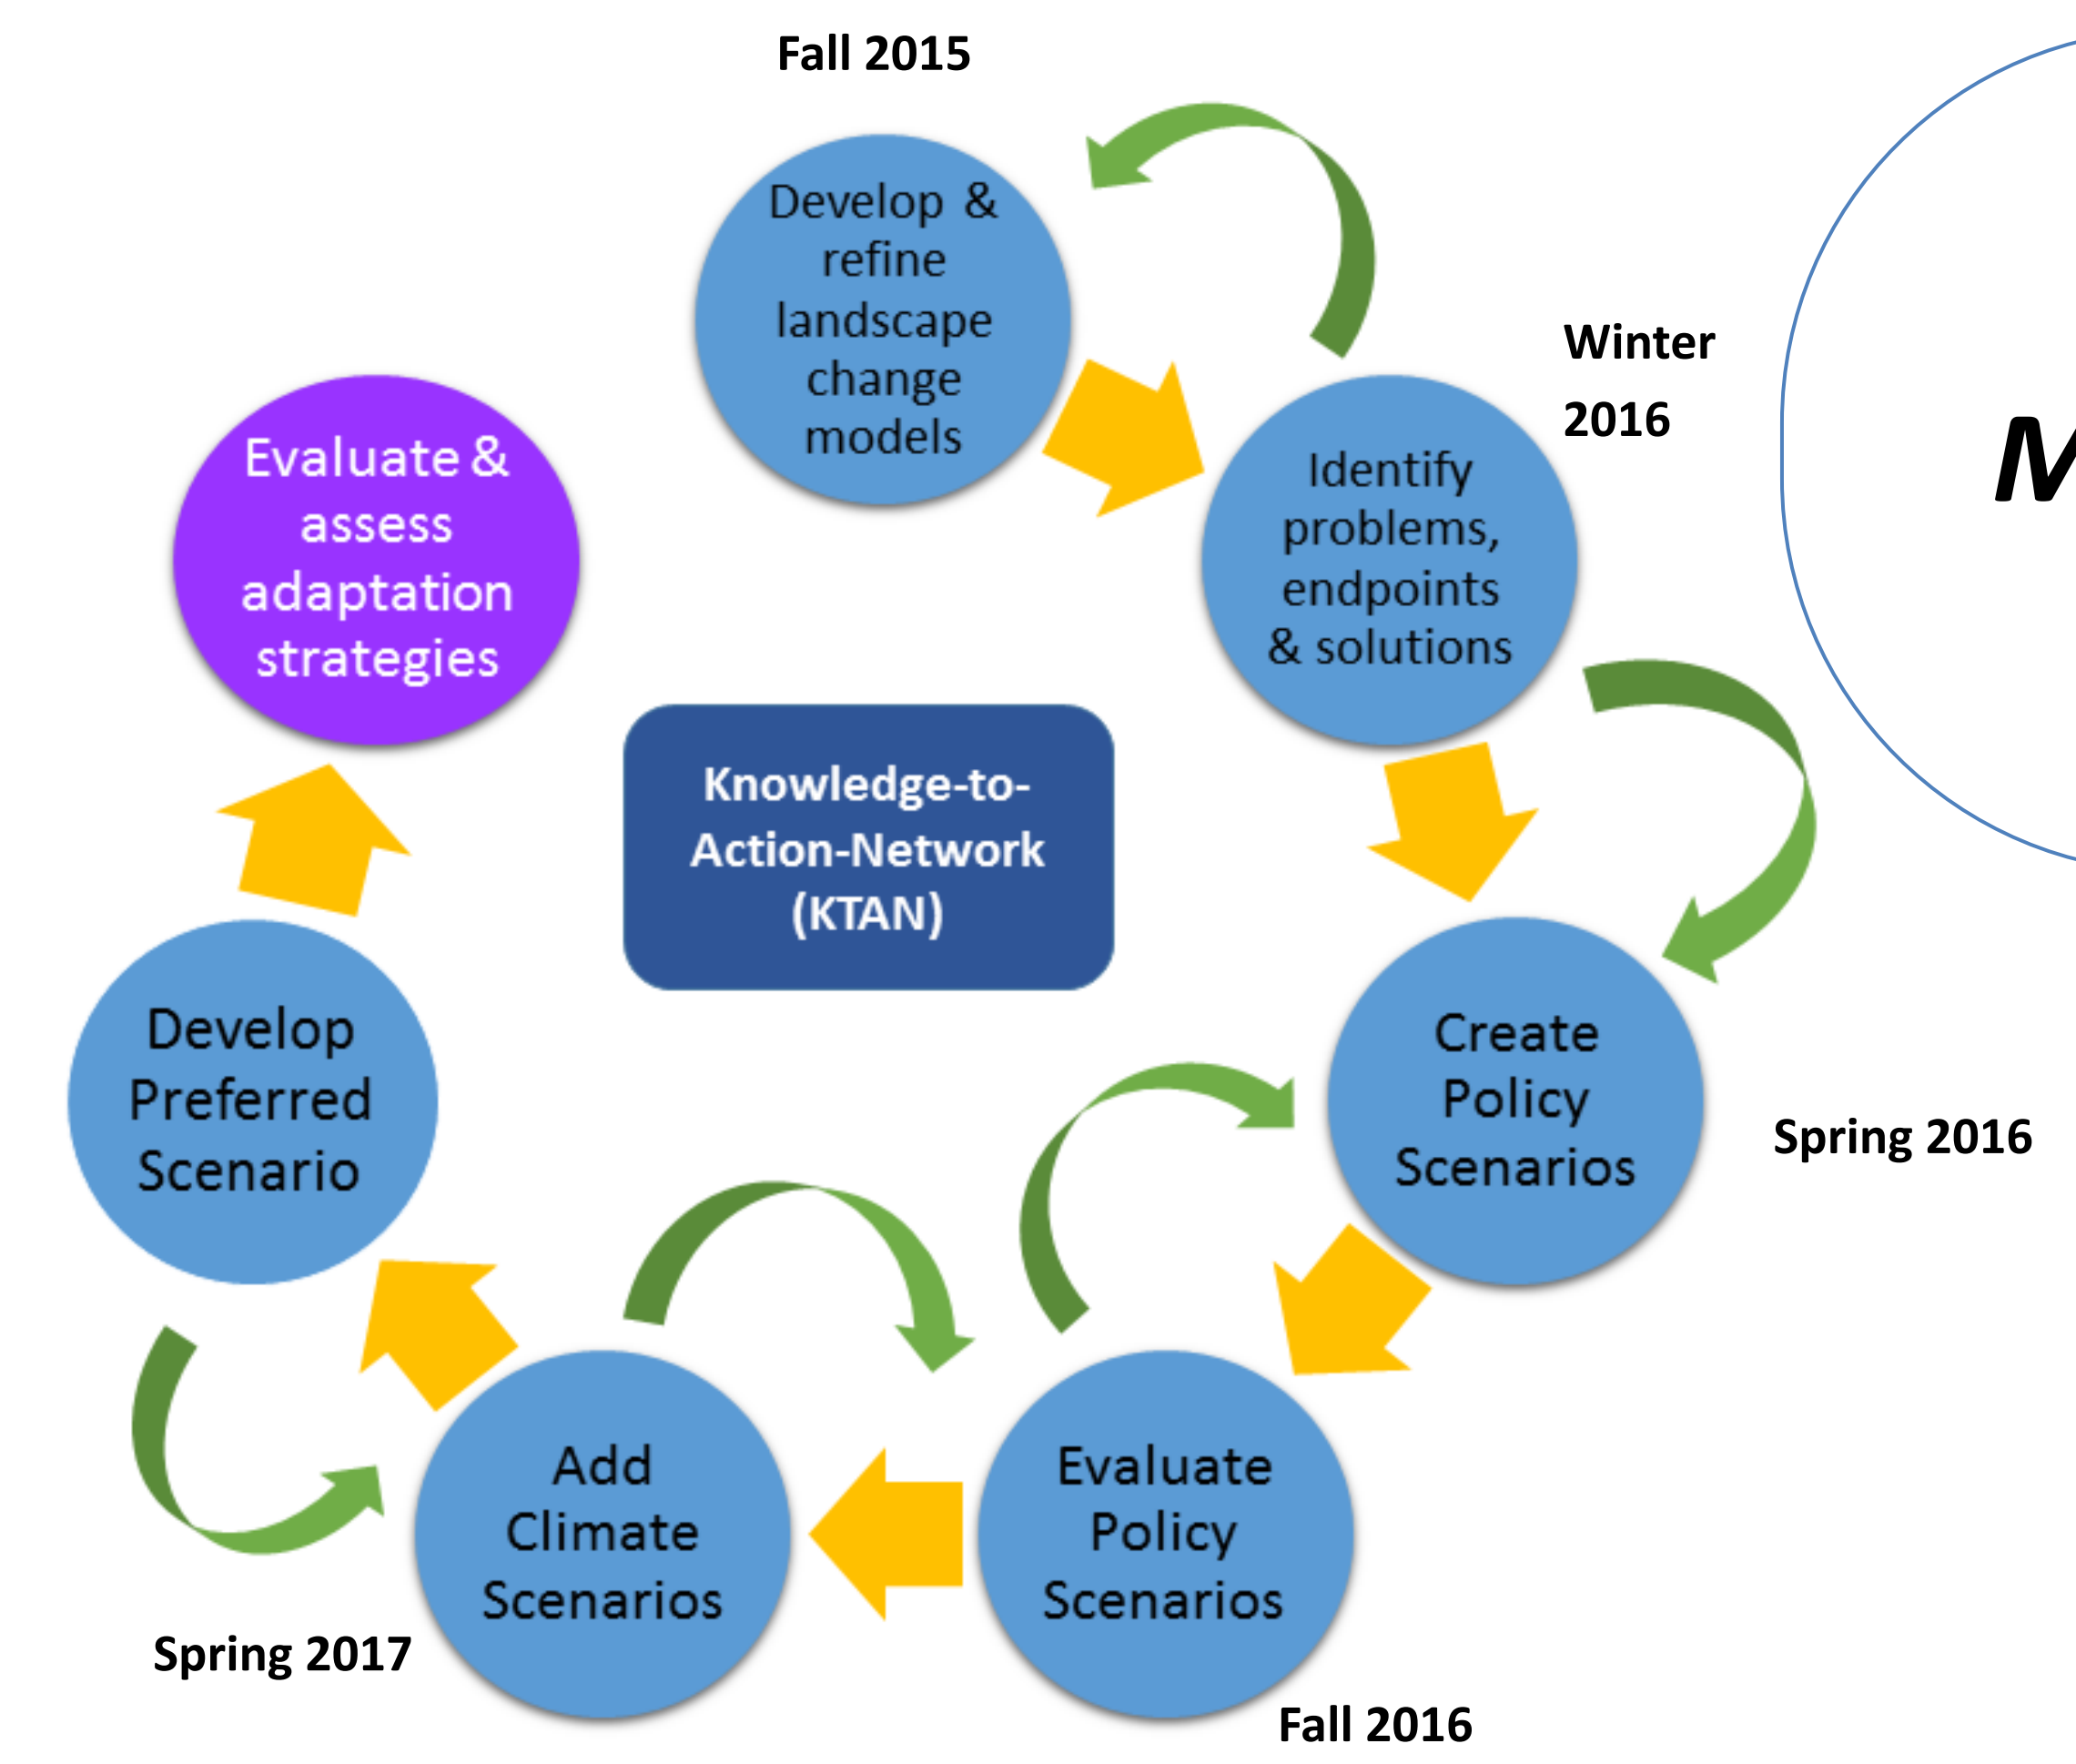 Fall 2015
Develop &
refine
landscape
change
models
Winter
2016
Identify
problems,
endpoints
& solutions
M
Evaluate &
assess
adaptation
strategies
Knowledge-to-
Action-Network
(KTAN)
Create
Policy
Scenarios
Spring 2016
Develop
Preferred
Scenario
Evaluate
Policy
Scenarios
Fall 2016
Add
Climate
Scenarios
Spring 2017